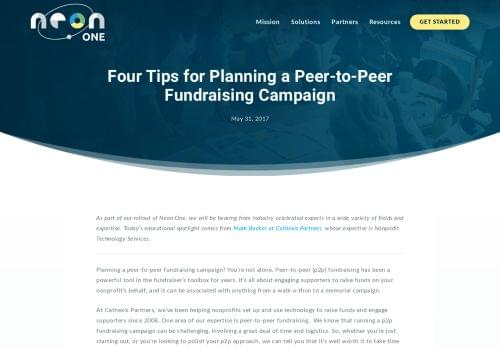 neon
ONE
Mission Solutions Partners Resources GET STARTED
Four Tips for Planning a Peer-to-Peer
Fundraising Campaign
May 31, 2017
As part of our rollout of Neon One, we will be hearing from industry celebrated experts in a wide variety of fields and
expertise. Today's educational spotlight comes from Mark Becker at Cathexis Partners, whose expertise is Nonprofit
Technology Services.
Planning a peer-to-peer fundraising campaign? You're not alone. Peer-to-peer (p2p) fundraising has been a
powerful tool in the fundraiser's toolbox for years. It's all about engaging supporters to raise funds on your
nonprofit's behalf, and it can be associated with anything from a walk-a-thon to a memorial campaign.
At Cathexis Partners, we've been helping nonprofits set up and use technology to raise funds and engage
supporters since 2008. One area of our expertise is peer-to-peer fundraising. We know that running a p2p
fundraising campaign can be challenging, involving a great deal of time and logistics. So, whether you're just
starting out, or you're looking to polish your p2p approach, we can tell you that it's well worth it to take time